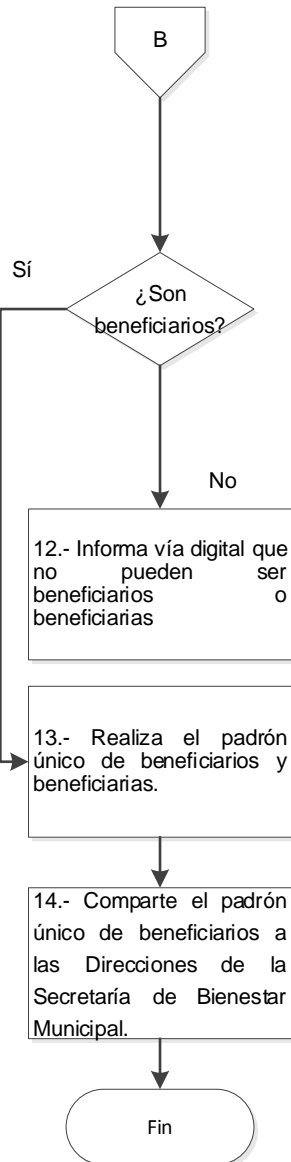 B
Sí
¿Son
beneficiarios?
No
12.- Informa vía digital que
no pueden ser
beneficiarios o
beneficiarias
13.- Realiza el padrón
único de beneficiarios y
beneficiarias.
14.- Comparte el padrón
único de beneficiarios a
las Direcciones de la
Secretaría de Bienestar
Municipal.
Fin